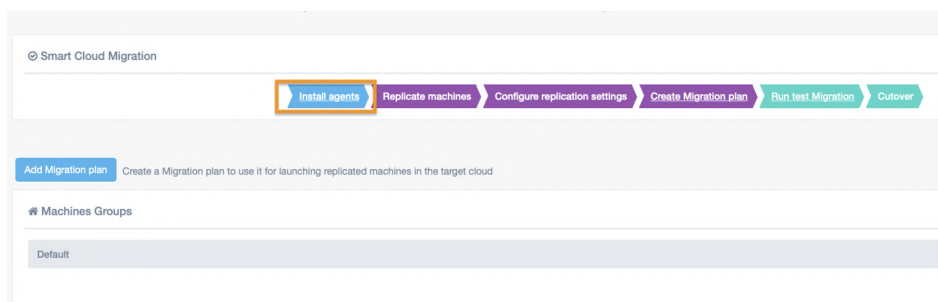 Smart Cloud Migration
Install agents Replicate machines Configure replication settings Create Migration plan Run test Migration Cutover
Add Migration plan Create a Migration plan to use it for launching replicated machines in the target cloud
Machines Groups
Default